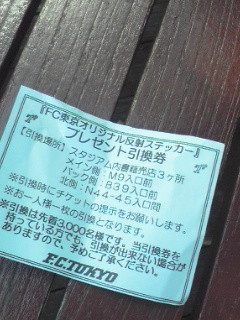 『FC東京オリジナル反射ステッカー』
プレゼント引換券
【引換場所】スタジアム内書籍売店3ヶ所
メイン側：M9入口前
バック側：B39入口前
北側：N44-45入口前
※引換時にチケットの提示をお願いします。
※お一人様一枚の引換となります。
※引換は先着3,000名様です。当引換券を
持っている方でも、引換が出来ない場合が
ありますので、予めご了承ください。
F.C.TOKYO